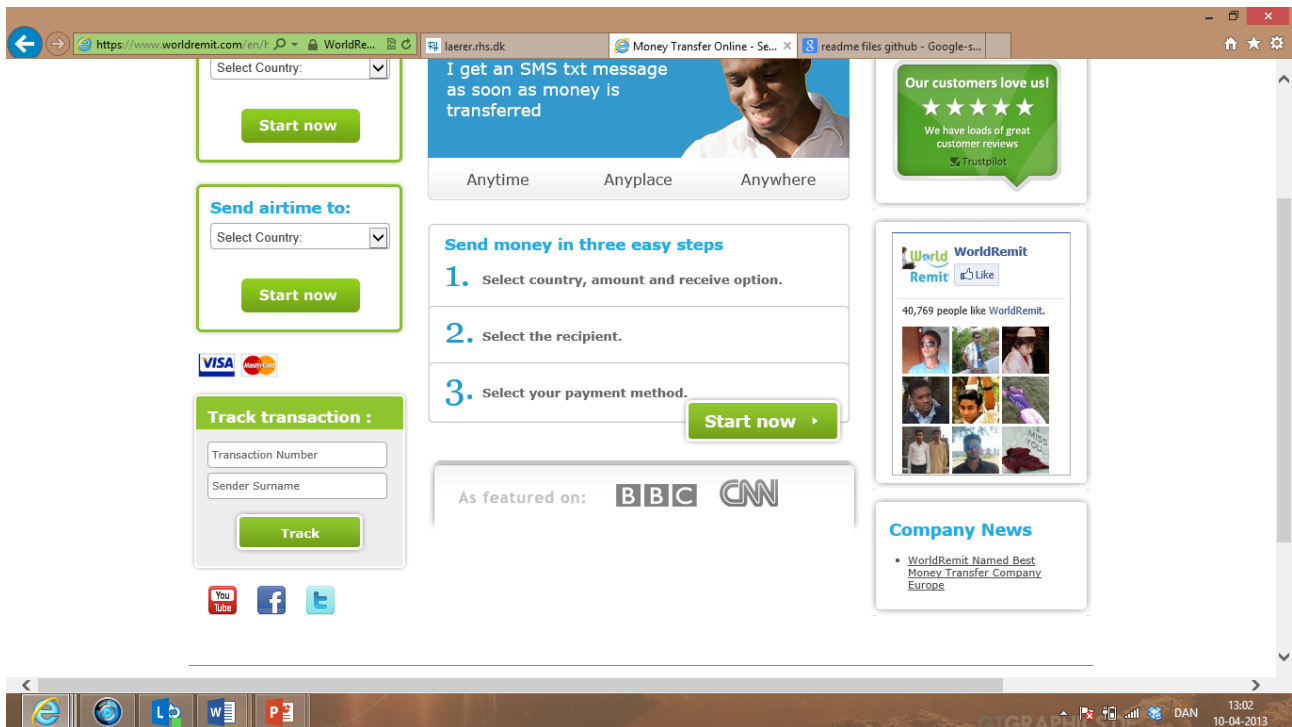 https://www.worldremit.com/en/
WorldRe...
laerer.rhs.dk
Money Transfer Online - Se...
readme files github - Google-s...
Select Country:
Start now
Send airtime to:
Select Country:
Start now
VISA MasterCard
Track transaction :
Transaction Number
Sender Surname
Track
You
Tube
I get an SMS txt message
as soon as money is
transferred
Anytime Anyplace Anywhere
Send money in three easy steps
1. Select country, amount and receive option.
2. Select the recipient.
3. Select your payment method.
Start now
As featured on: BBC CNN
Our customers love us!
We have loads of great
customer reviews
Trustpilot
World
Remit
WorldRemit
Like
40,769 people like WorldRemit.
MISS
YOU
Company News
• WorldRemit Named Best
Money Transfer Company
Europe
DAN
13:02
10-04-2013